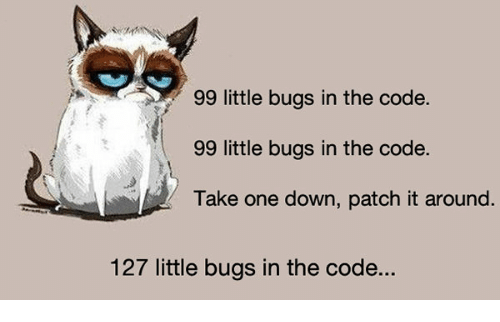 99 little bugs in the code.
99 little bugs in the code.
Take one down, patch it around.
127 little bugs in the code...